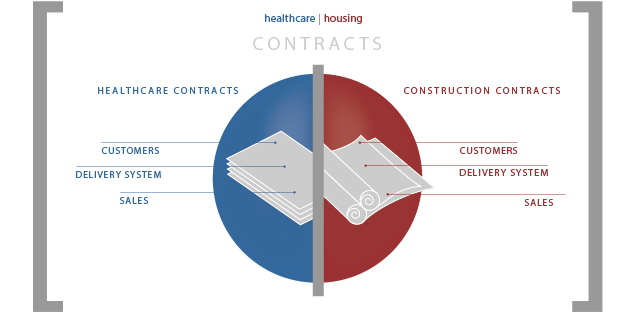 healthcare | housing
CONTRACTS
HEALTHCARE CONTRACTS
CONSTRUCTION CONTRACTS
CUSTOMERS
DELIVERY SYSTEM
SALES
CUSTOMERS
DELIVERY SYSTEM
SALES